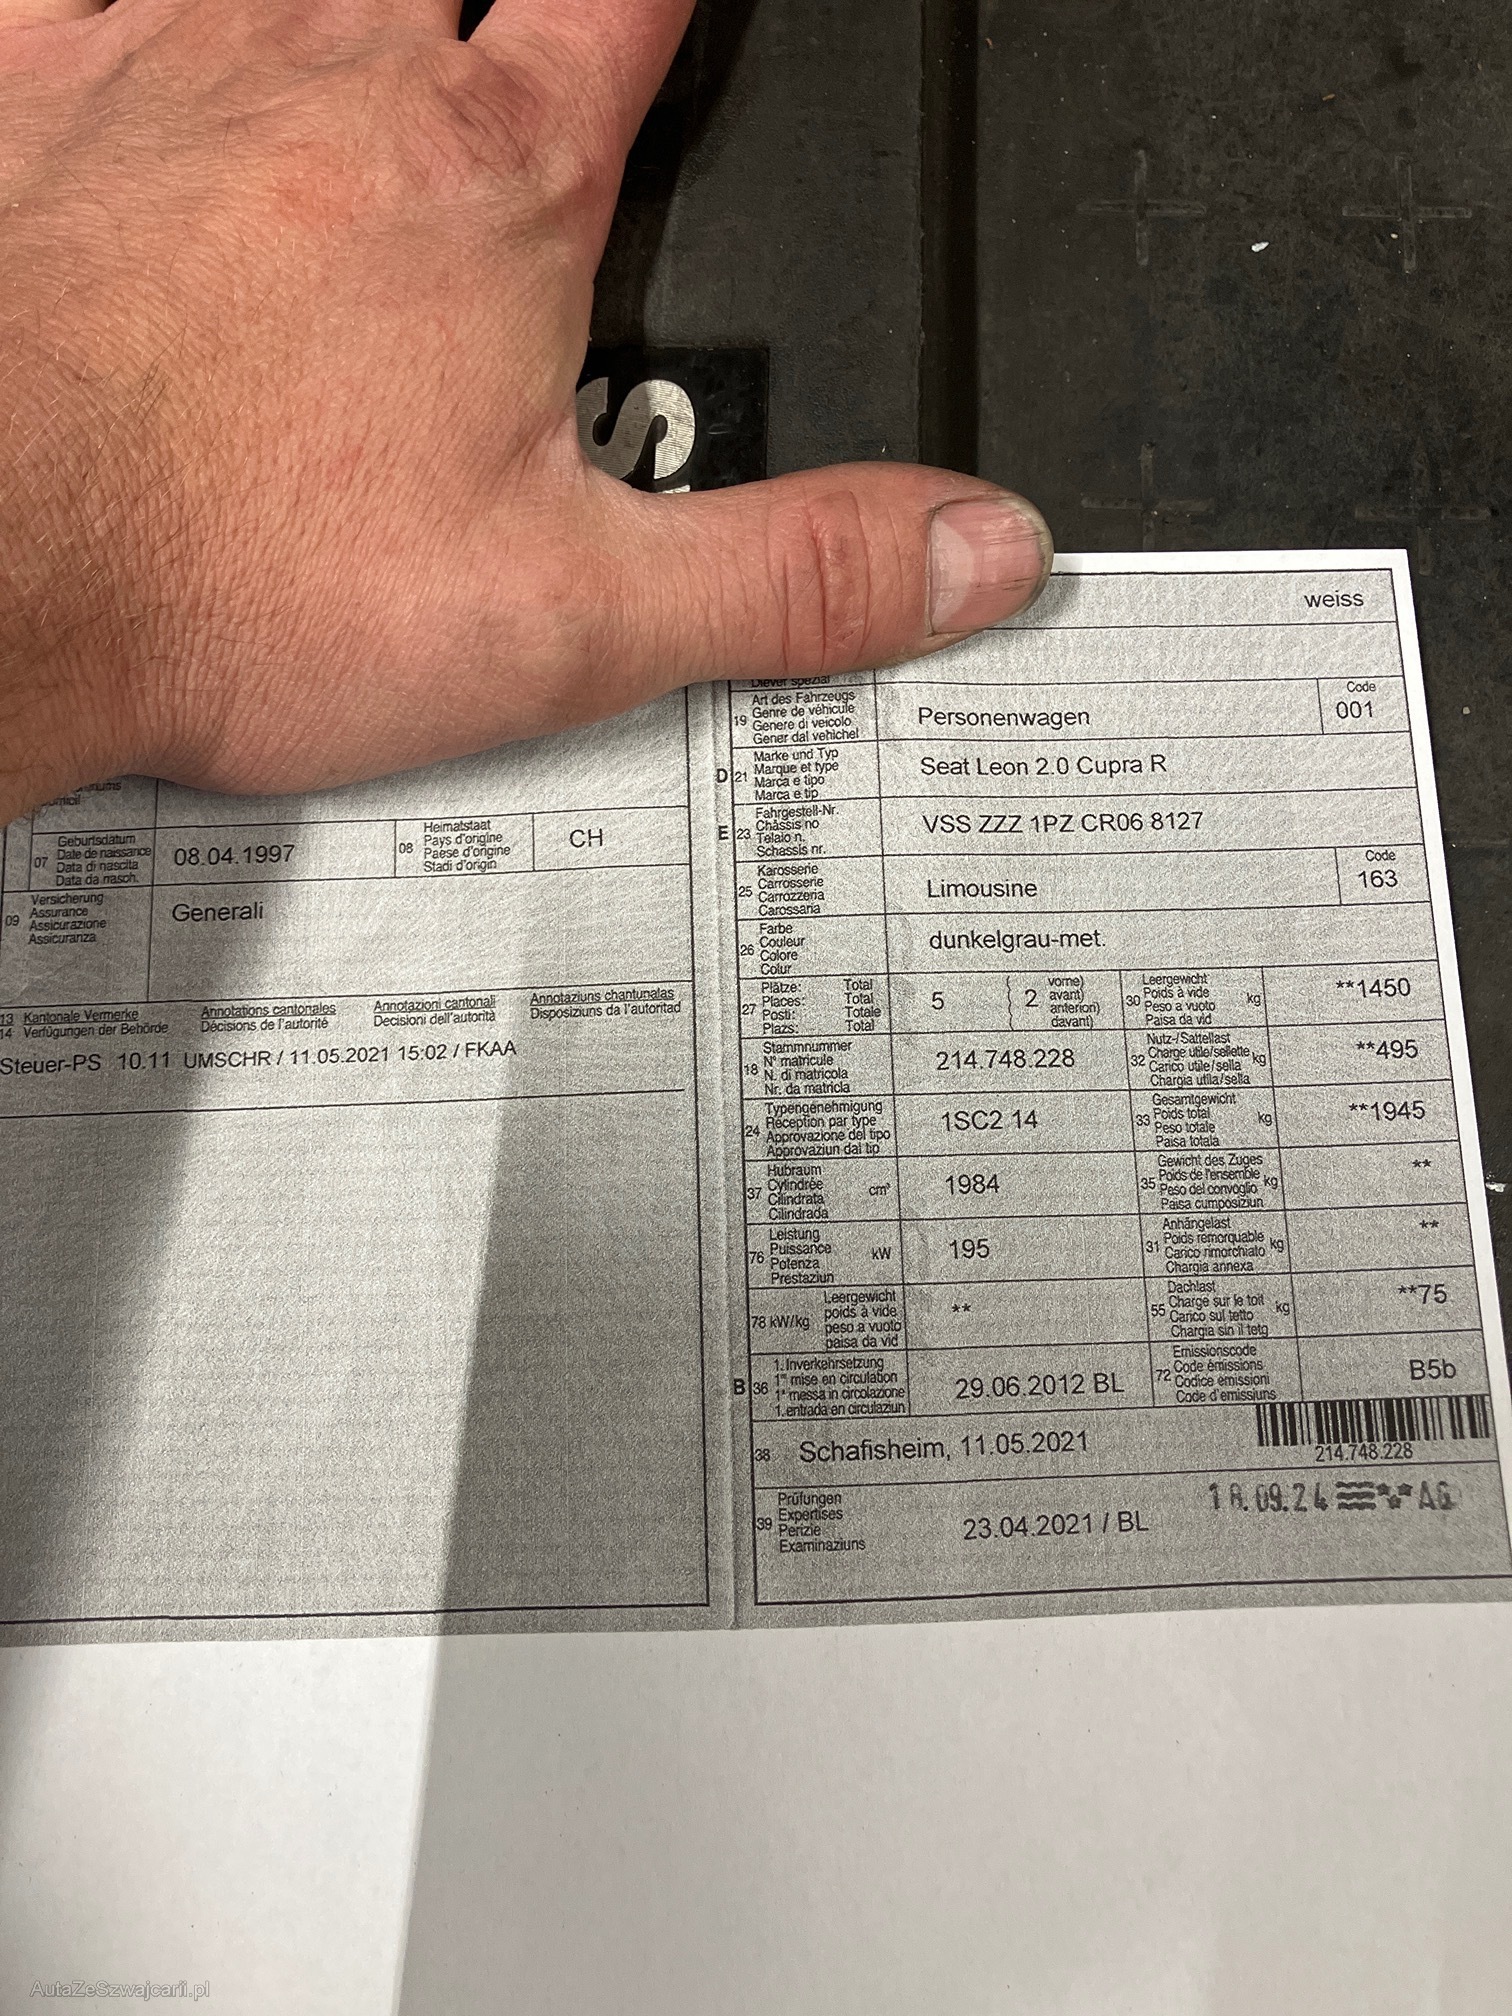 S
weiss
19 Art des Fahrzeugs
Genre de véhicule
Genere di veicolo
Gener dal vehichel
Personenwagen
Code
001
D 21 Marke und Typ
Marque et type
Marca e tipo
Marca e tip
Seat Leon 2.0 Cupra R
E 23 Fahrgestell-Nr.
Châssis no
Telaio n.
Schassis nr.
VSS ZZZ 1PZ CR06 8127
25 Karosserie
Carrosserie
Carrozzeria
Carossaria
Limousine
Code
163
26 Farbe
Couleur
Colore
Colur
dunkelgrau-met.
27 Plätze: Total
Places: Total
Posti: Totale
Plazs: Total
5
2
vorne)
avant)
anteriori)
davant)
30 Leergewicht
Poids à vide
Peso a vuoto
Paisa da vid
kg
**1450
18 Stammnummer
N° matricule
N. di matricola
Nr. da matricla
214.748.228
32 Nutz-/Sattellast
Charge utile/sellette
Carico utile/sella
Chargia utila/sella
kg
**495
24 Typengenehmigung
Réception par type
Approvazione del tipo
Approvaziun dal tip
1SC2 14
33 Gesamtgewicht
Poids total
Peso totale
Paisa totala
kg
**1945
37 Hubraum
Cylindrée
Cilindrata
Cilindrada
cm³
1984
35 Gewicht des Zuges
Poids de l'ensemble
Peso del convoglio
Paisa cumposiziun
kg
**
76 Leistung
Puissance
Potenza
Prestaziun
kW
195
31 Anhängelast
Poids remorquable
Carico rimorchiato
Chargia annexa
kg
**
78 kW/kg
Leergewicht
poids à vide
peso a vuoto
paisa da vid
**
55 Dachlast
Charge sur le toit
Carico sul tetto
Chargia sin il tetg
kg
**75
B 36 1. Inverkehrsetzung
1re mise en circulation
1a messa in circolazione
1. entrada en circulaziun
29.06.2012 BL
72 Emissionscode
Code émissions
Codice emissioni
Code d'emissiuns
B5b
38 Schafisheim, 11.05.2021
214.748.228
39 Prüfungen
Expertises
Perizie
Examinaziuns
23.04.2021 / BL
18.09.24 AG
07 Geburtsdatum
Date de naissance
Data di nascita
Data da nasch.
08.04.1997
08 Heimatstaat
Pays d'origine
Paese d'origine
Stadi d'origin
CH
09 Versicherung
Assurance
Assicurazione
Assicuranza
Generali
13 Kantonale Vermerke Annotations cantonales Annotazioni cantonali Annotaziuns chantunalas
14 Verfügungen der Behörde Décisions de l'autorité Decisioni dell'autorità Disposiziuns da l'autoritad
Steuer-PS 10.11 UMSCHR / 11.05.2021 15:02 / FKAA
AutaZeSzwajcarii.pl